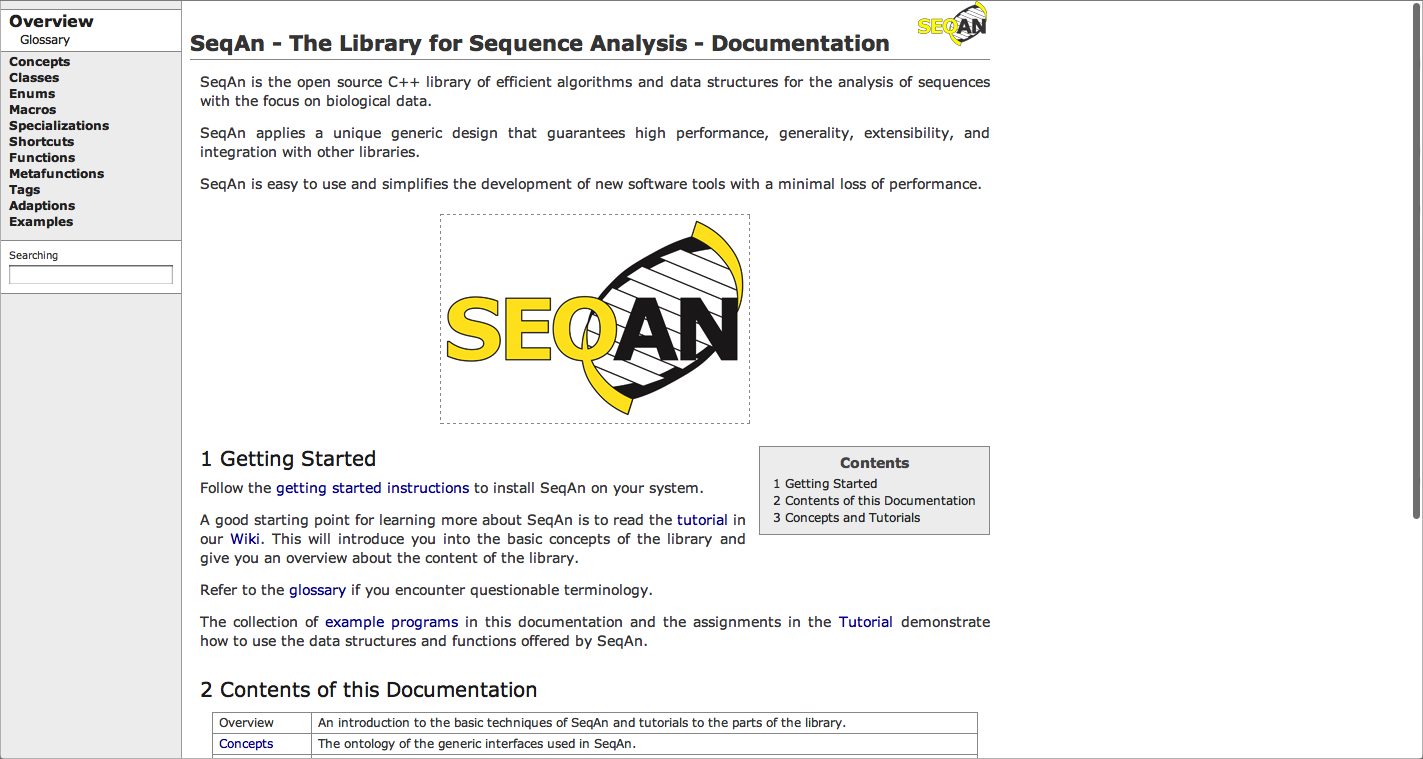 Overview
Glossary
Concepts
Classes
Enums
Macros
Specializations
Shortcuts
Functions
Metafunctions
Tags
Adaptions
Examples
Searching
SEQAN
SeqAn - The Library for Sequence Analysis - Documentation
SeqAn is the open source C++ library of efficient algorithms and data structures for the analysis of sequences
with the focus on biological data.
SeqAn applies a unique generic design that guarantees high performance, generality, extensibility, and
integration with other libraries.
SeqAn is easy to use and simplifies the development of new software tools with a minimal loss of performance.
SEQAN
1 Getting Started
Follow the getting started instructions to install SeqAn on your system.
A good starting point for learning more about SeqAn is to read the tutorial in
our Wiki. This will introduce you into the basic concepts of the library and
give you an overview about the content of the library.
Refer to the glossary if you encounter questionable terminology.
The collection of example programs in this documentation and the assignments in the Tutorial demonstrate
how to use the data structures and functions offered by SeqAn.
Contents
1 Getting Started
2 Contents of this Documentation
3 Concepts and Tutorials
2 Contents of this Documentation
Overview An introduction to the basic techniques of SeqAn and tutorials to the parts of the library.
Concepts The ontology of the generic interfaces used in SeqAn.